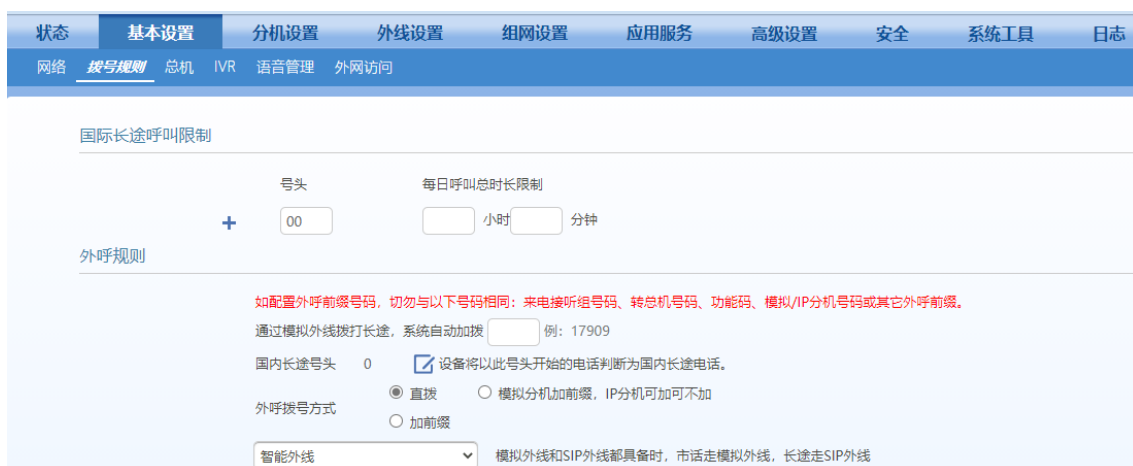 状态 基本设置 分机设置 外线设置 组网设置 应用服务 高级设置 安全 系统工具 日志
网络 拨号规则 总机 IVR 语音管理 外网访问
国际长途呼叫限制
号头 每日呼叫总时长限制
+ 00 小时 分钟
外呼规则
如配置外呼前缀号码，切勿与以下号码相同：来电接听组号码、转总机号码、功能码、模拟/IP分机号码或其它外呼前缀。
通过模拟外线拨打长途，系统自动加拨 例：17909
国内长途号头 0 设备将以此号头开始的电话判断为国内长途电话。
直拨 模拟分机加前缀，IP分机可加可不加
外呼拨号方式
加前缀
智能外线 模拟外线和SIP外线都具备时，市话走模拟外线，长途走SIP外线